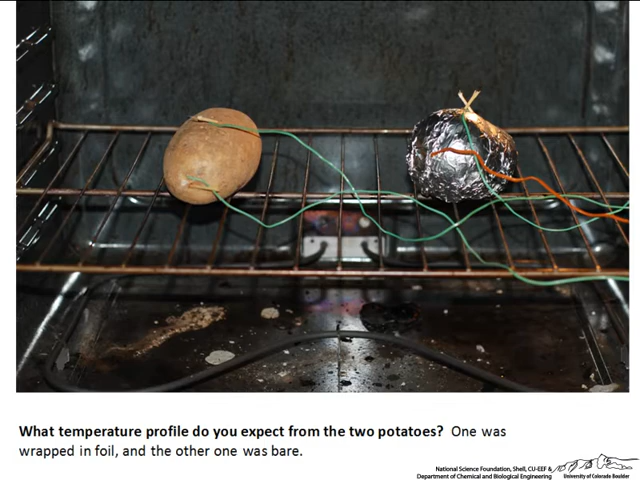 What temperature profile do you expect from the two potatoes?  One was
wrapped in foil, and the other one was bare.
National Science Foundation, Shell, CU-EEF &
Department of Chemical and Biological Engineering
University of Colorado Boulder